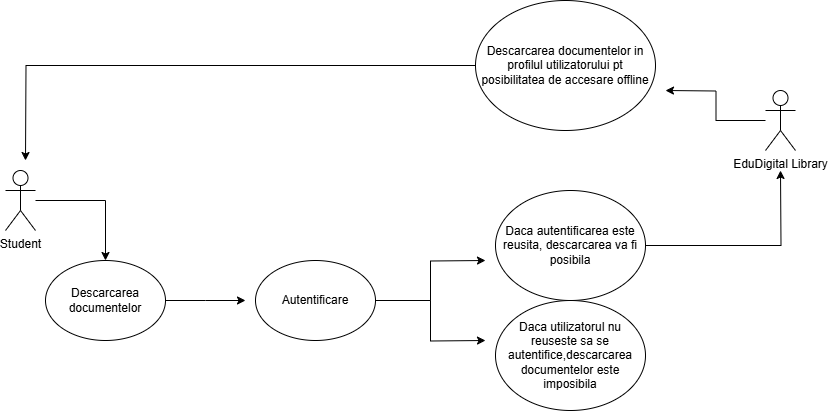 Descarcarea documentelor in
profilul utilizatorului pt
posibilitatea de accesare offline
EduDigital Library
Student
Daca autentificarea este
reusita, descarcarea va fi
posibila
Descarcarea
documentelor
Autentificare
Daca utilizatorul nu
reuseste sa se
autentifice,descarcarea
documentelor este
imposibila